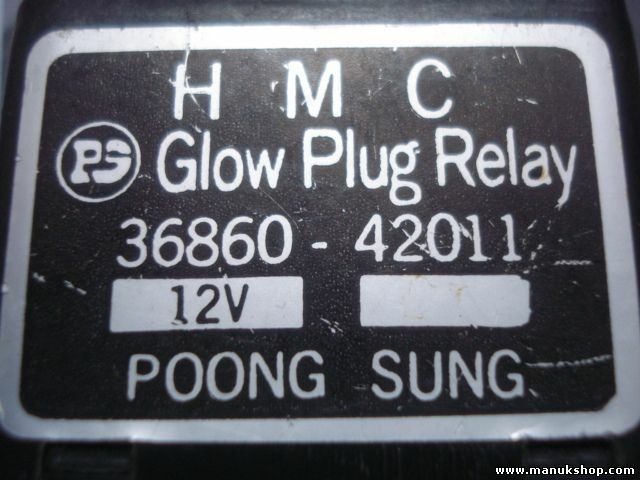 H M C
PS Glow Plug Relay
36860 - 42011
12V
POONG SUNG
www.manukshop.com